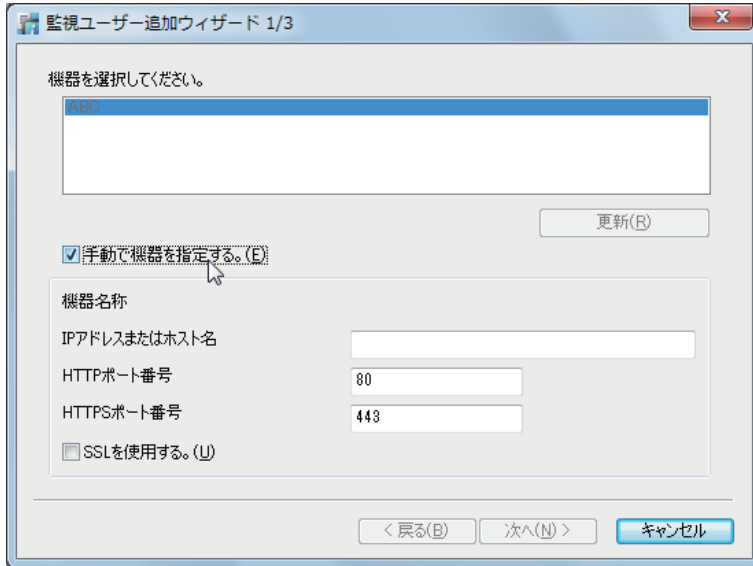 監視ユーザー追加ウィザード 1/3
機器を選択してください。
ABC
更新(R)
手動で機器を指定する。(E)
機器名称
IPアドレスまたはホスト名
HTTPポート番号
80
HTTPSポート番号
443
SSLを使用する。(U)
< 戻る(B)
次へ(N) >
キャンセル